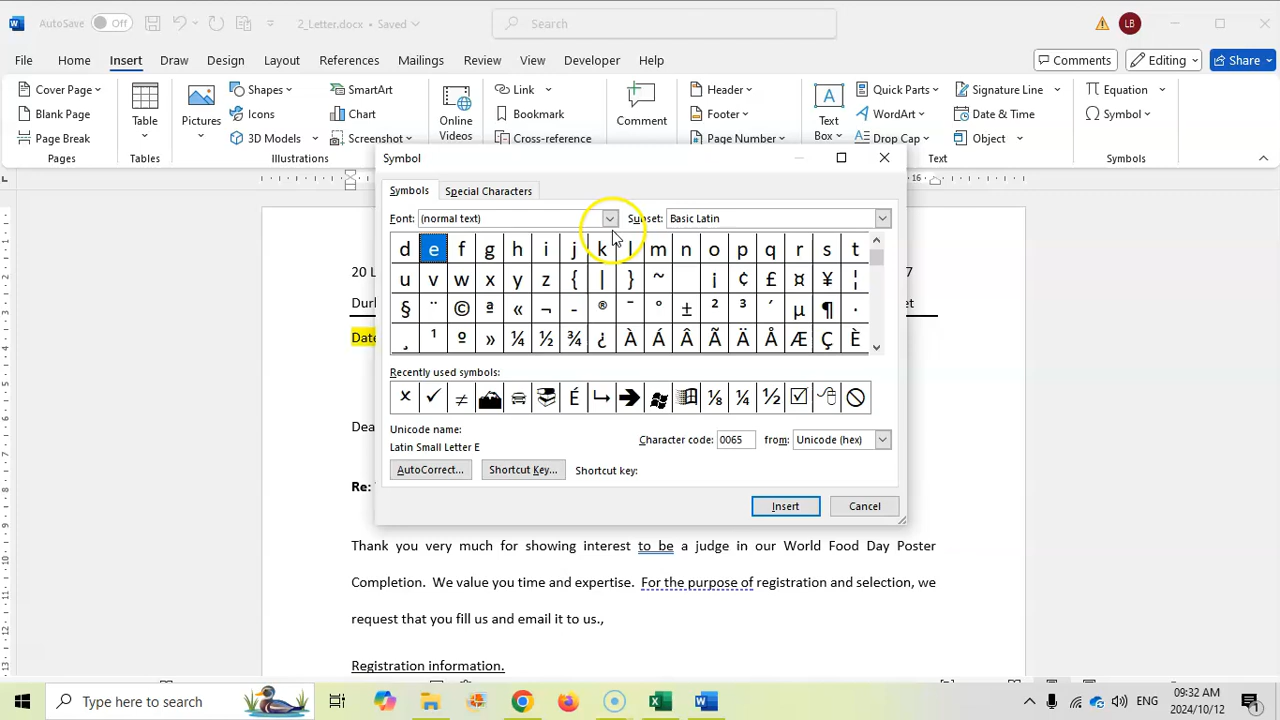 AutoSave Off 2_Letter.docx • Saved Search LB
File Home Insert Draw Design Layout References Mailings Review View Developer Help Comments Editing Share
Cover Page Shapes SmartArt Link Header Quick Parts Signature Line Equation
Blank Page Icons Chart Bookmark Footer WordArt Date & Time Symbol
Page Break Table Pictures 3D Models Screenshot Online Videos Cross-reference Comment Page Number Text Box Drop Cap Object
Pages Tables Illustrations Text Symbols
Symbol
16
Symbols Special Characters
Font: (normal text) Subset: Basic Latin
d e f g h i j k l m n o p q r s t
u v w x y z { | } ~ ¡ ¢ £ ¤ ¥ ¦
§ ¨ © ª « ¬ - ® ¯ ° ± ² ³ ´ µ ¶ ·
¸ ¹ º » ¼ ½ ¾ ¿ À Á Â Ã Ä Å Æ Ç È
Recently used symbols:
× ✓ ≠ É ↳ ➔ ⅛ ¼ ½ ☑
Unicode name:
Latin Small Letter E
Character code: 0065 from: Unicode (hex)
AutoCorrect... Shortcut Key... Shortcut key:
Insert Cancel
20 L 7
Dur et
Date
Dea
Re:
Thank you very much for showing interest to be a judge in our World Food Day Poster
Completion. We value you time and expertise. For the purpose of registration and selection, we
request that you fill us and email it to us.,
Registration information.
Type here to search ENG 09:32 AM
2024/10/12